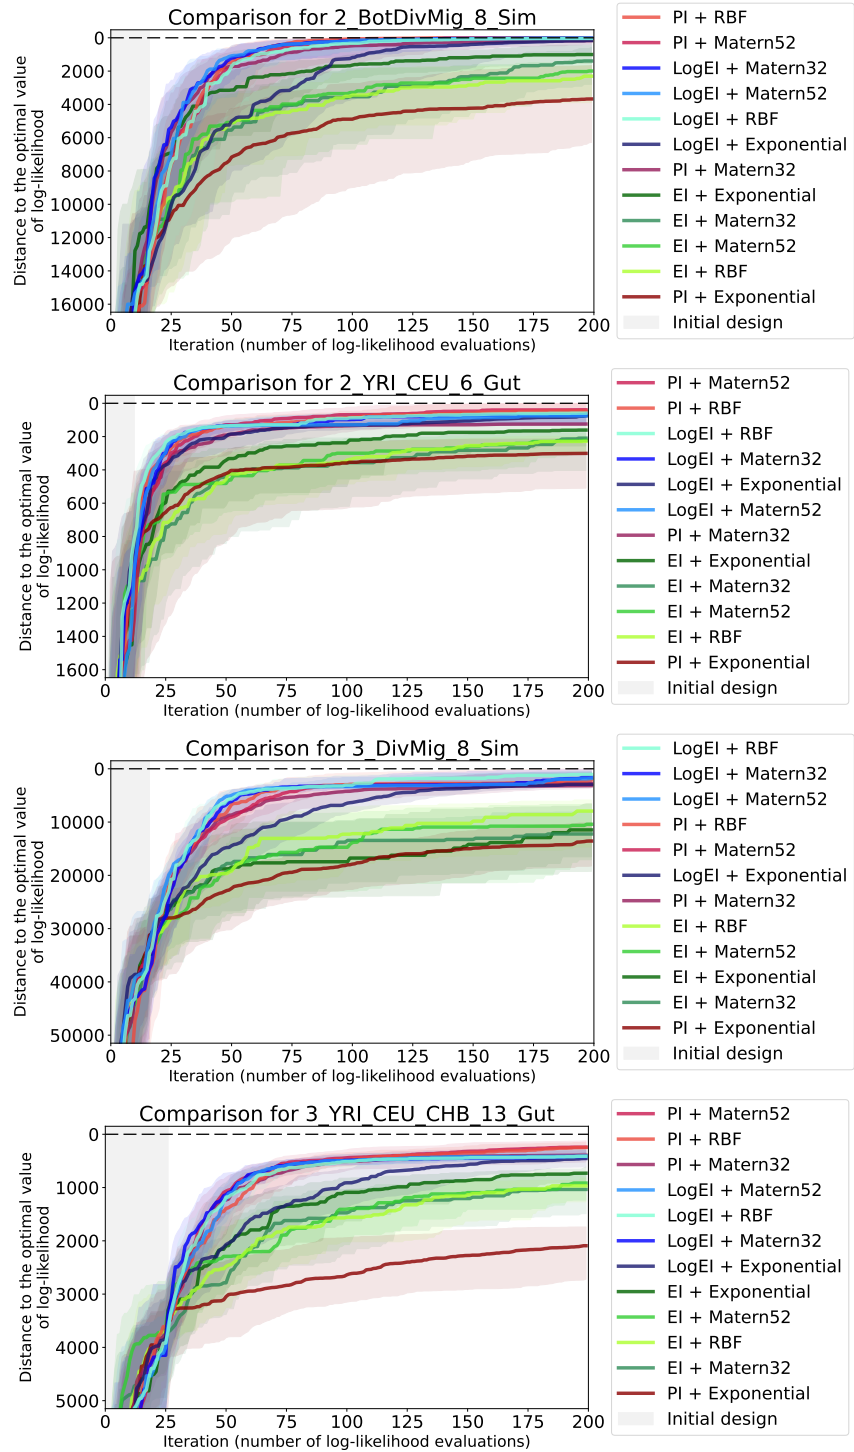 Comparison for 2_BotDivMig_8_Sim
Distance to the optimal value
of log-likelihood
0
2000
4000
6000
8000
10000
12000
14000
16000
0 25 50 75 100 125 150 175 200
Iteration (number of log-likelihood evaluations)
PI + RBF
PI + Matern52
LogEI + Matern32
LogEI + Matern52
LogEI + RBF
LogEI + Exponential
PI + Matern32
EI + Exponential
EI + Matern32
EI + Matern52
EI + RBF
PI + Exponential
Initial design
Comparison for 2_YRI_CEU_6_Gut
Distance to the optimal value
of log-likelihood
0
200
400
600
800
1000
1200
1400
1600
0 25 50 75 100 125 150 175 200
Iteration (number of log-likelihood evaluations)
PI + Matern52
PI + RBF
LogEI + RBF
LogEI + Matern32
LogEI + Exponential
LogEI + Matern52
PI + Matern32
EI + Exponential
EI + Matern32
EI + Matern52
EI + RBF
PI + Exponential
Initial design
Comparison for 3_DivMig_8_Sim
Distance to the optimal value
of log-likelihood
0
10000
20000
30000
40000
50000
0 25 50 75 100 125 150 175 200
Iteration (number of log-likelihood evaluations)
LogEI + RBF
LogEI + Matern32
LogEI + Matern52
PI + RBF
PI + Matern52
LogEI + Exponential
PI + Matern32
EI + RBF
EI + Matern52
EI + Exponential
EI + Matern32
PI + Exponential
Initial design
Comparison for 3_YRI_CEU_CHB_13_Gut
Distance to the optimal value
of log-likelihood
0
1000
2000
3000
4000
5000
0 25 50 75 100 125 150 175 200
Iteration (number of log-likelihood evaluations)
PI + Matern52
PI + RBF
PI + Matern32
LogEI + Matern52
LogEI + RBF
LogEI + Matern32
LogEI + Exponential
EI + Exponential
EI + Matern52
EI + RBF
EI + Matern32
PI + Exponential
Initial design